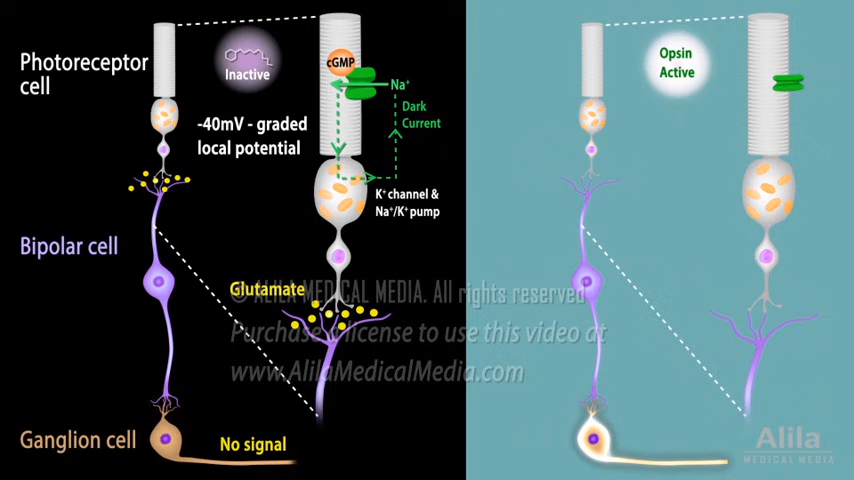 Photoreceptor
cell
Inactive
cGMP
Na⁺
Dark
Current
-40mV - graded
local potential
K⁺ channel &
Na⁺/K⁺ pump
Bipolar cell
Glutamate
Ganglion cell
No signal
Opsin
Active
© ALILA MEDICAL MEDIA. All rights reserved
Purchase a license to use this video at
www.AlilaMedicalMedia.com
Alila
MEDICAL MEDIA